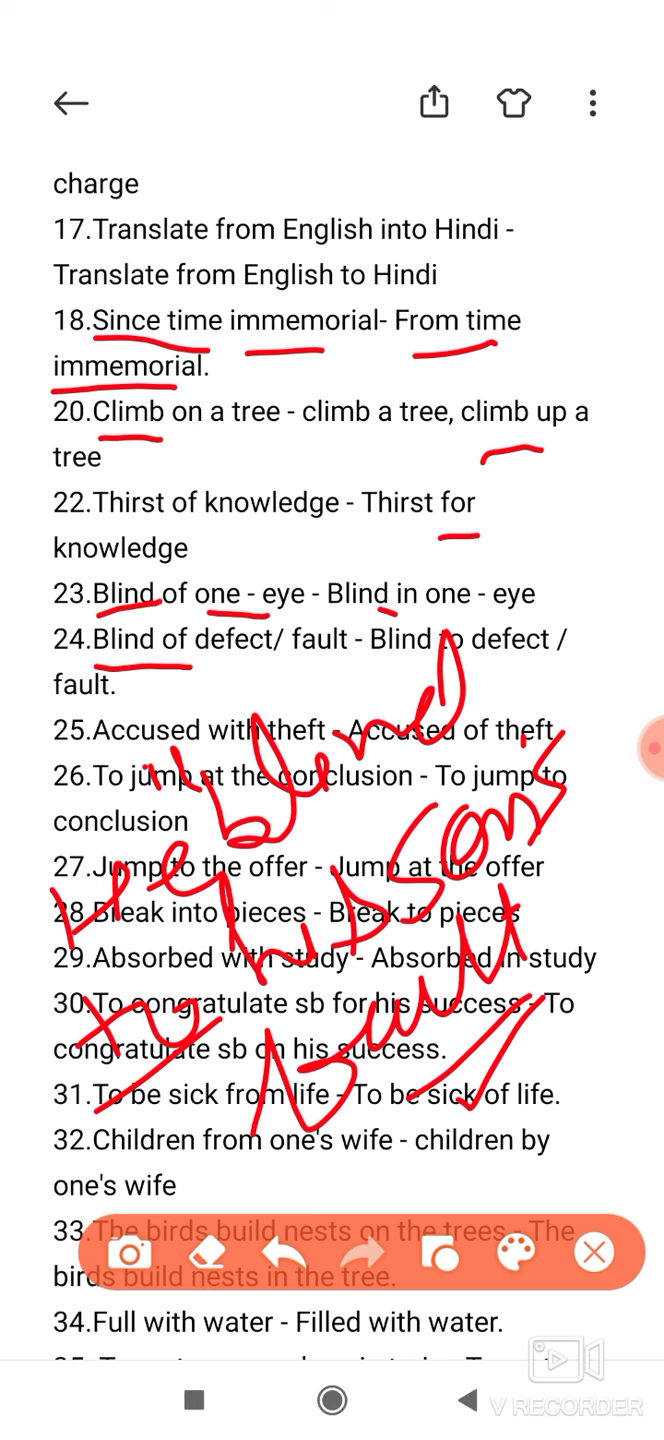 charge
17.Translate from English into Hindi -
Translate from English to Hindi
18.Since time immemorial- From time
immemorial.
20.Climb on a tree - climb a tree, climb up a
tree
22.Thirst of knowledge - Thirst for
knowledge
23.Blind of one - eye - Blind in one - eye
24.Blind of defect/ fault - Blind to defect /
fault.
25.Accused with theft - Accused of theft
26.To jump at the conclusion - To jump to
conclusion
27.Jump to the offer - Jump at the offer
28.Break into pieces - Break to pieces
29.Absorbed with study - Absorbed in study
30.To congratulate sb for his success - To
congratulate sb on his success.
31.To be sick from life - To be sick of life.
32.Children from one's wife - children by
one's wife
33.The birds build nests on the trees - The
birds build nests in the tree.
34.Full with water - Filled with water.
He is blend
to his son's
fault
V RECORDER